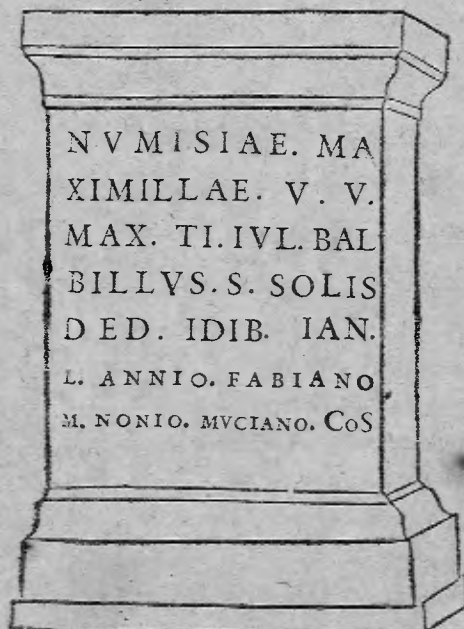 NVMISIAE. MA
XIMILLAE. V. V.
MAX. TI. IVL. BAL
BILLVS. S. SOLIS
DED. IDIB. IAN.
L. ANNIO. FABIANO
M. NONIO. MVCIANO. CoS